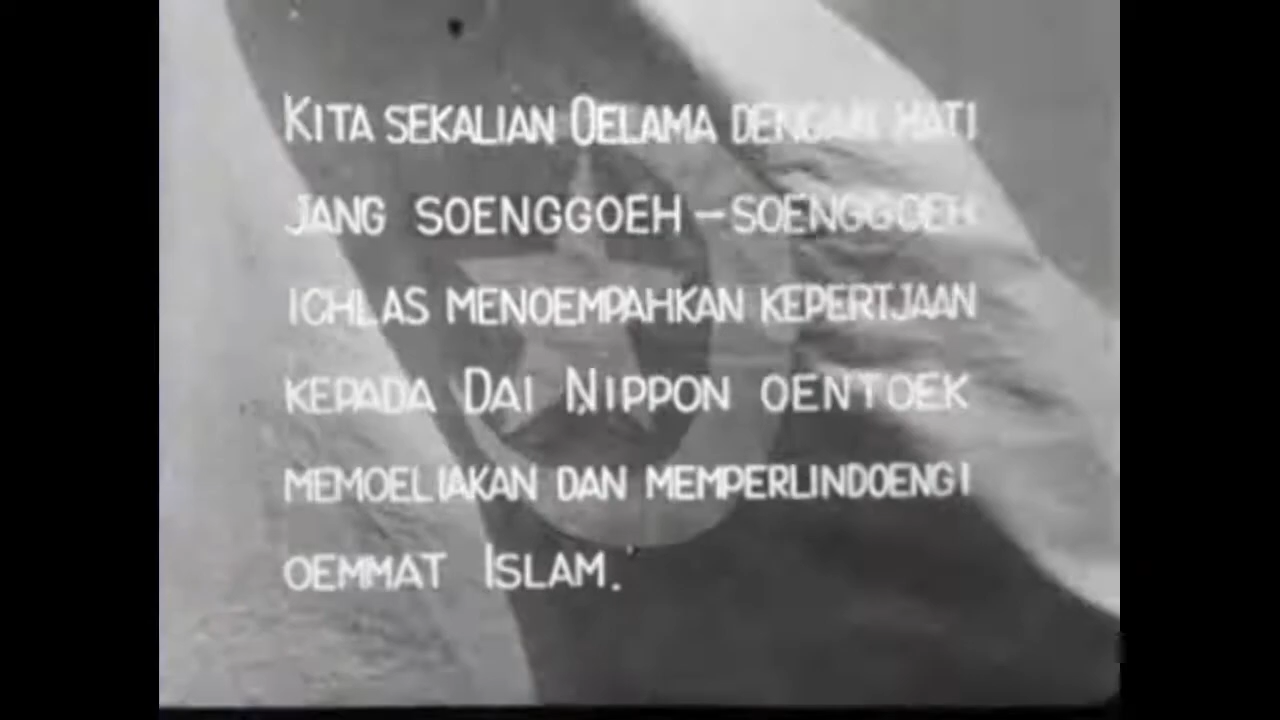 KITA SEKALIAN OELAMA DENGAN HATI
JANG SOENGGOEH-SOENGGOEH
ICHLAS MENOEMPAHKAN KEPERTJAAN
KEPADA DAI NIPPON OENTOEK
MEMOELIAKAN DAN MEMPERLINDOENGI
OEMMAT ISLAM.